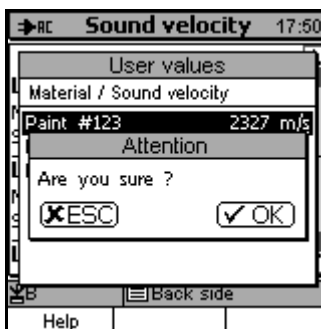 AC Sound velocity 17:50
User values
Material / Sound velocity
Paint #123 2327 m/s
Attention
Are you sure ?
ESC OK
B Back side
Help